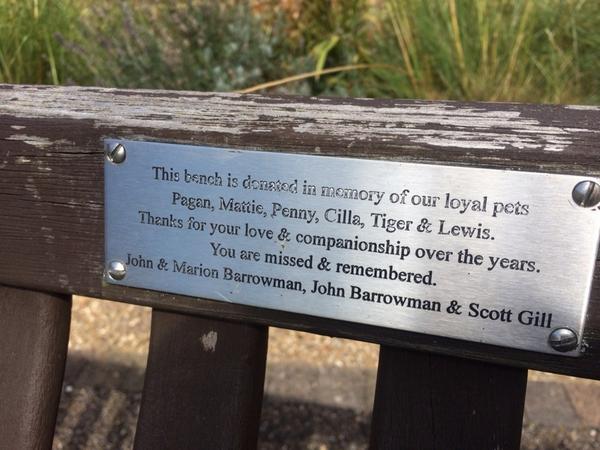 This bench is donated in memory of our loyal pets
Pagan, Mattie, Penny, Cilla, Tiger & Lewis.
Thanks for your love & companionship over the years.
You are missed & remembered.
John & Marion Barrowman, John Barrowman & Scott Gill